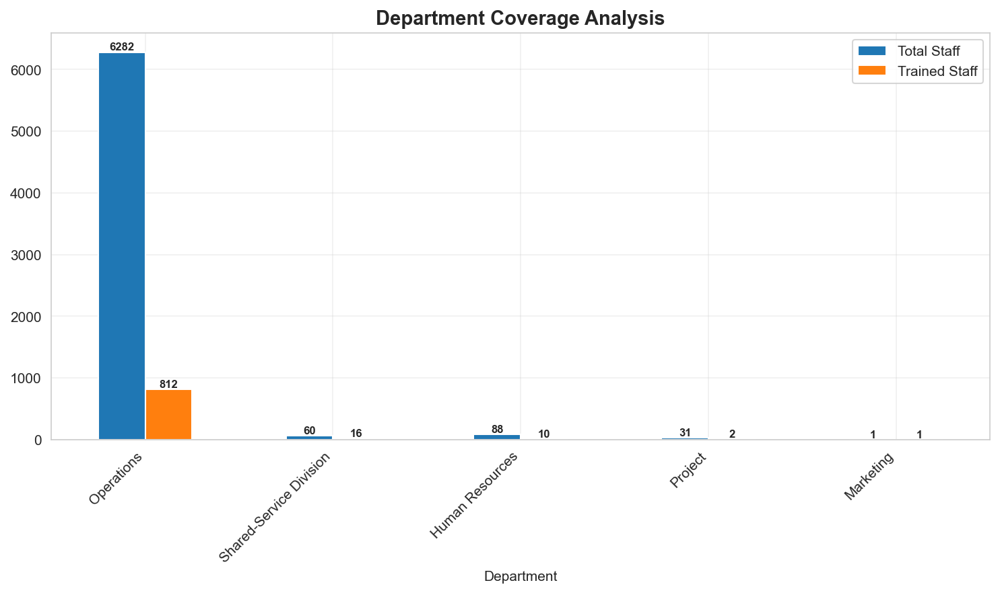 Department Coverage Analysis
Total Staff
Trained Staff
6000
5000
4000
3000
2000
1000
0
6282
812
60
16
88
10
31
2
1
1
Operations
Shared-Service Division
Human Resources
Project
Marketing
Department